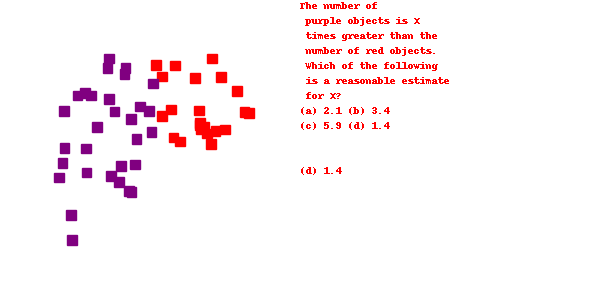 The number of
purple objects is X
times greater than the
number of red objects.
Which of the following
is a reasonable estimate
for X?
(a) 2.1 (b) 3.4
(c) 5.9 (d) 1.4
(d) 1.4